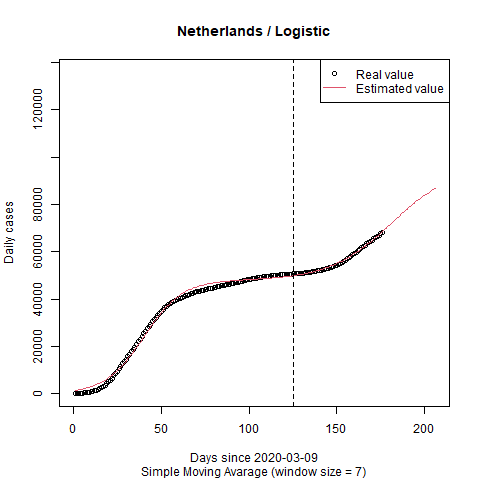 Netherlands / Logistic
Real value
Estimated value
Daily cases
0
20000
40000
60000
80000
120000
0
50
100
150
200
Days since 2020-03-09
Simple Moving Avarage (window size = 7)